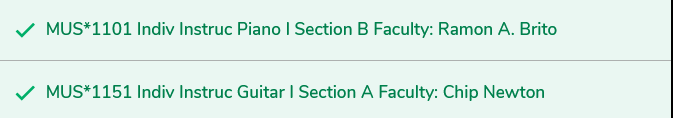 MUS*1101 Indiv Instruc Piano I Section B Faculty: Ramon A. Brito
MUS*1151 Indiv Instruc Guitar I Section A Faculty: Chip Newton